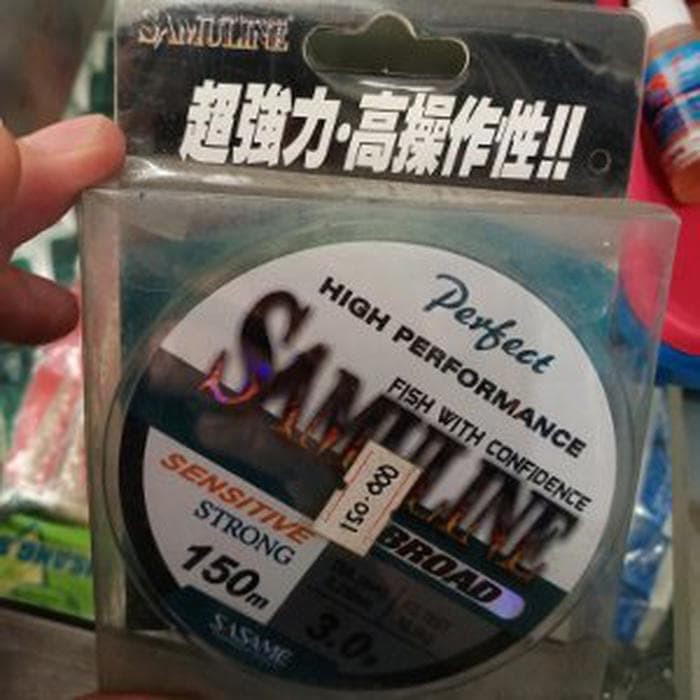 SAMULINE
超強力・高操作性!!
Perfect
HIGH PERFORMANCE
SAMULINE
FISH WITH CONFIDENCE
SENSITIVE
STRONG
150m
150-000
BROAD
3.0
SASAME